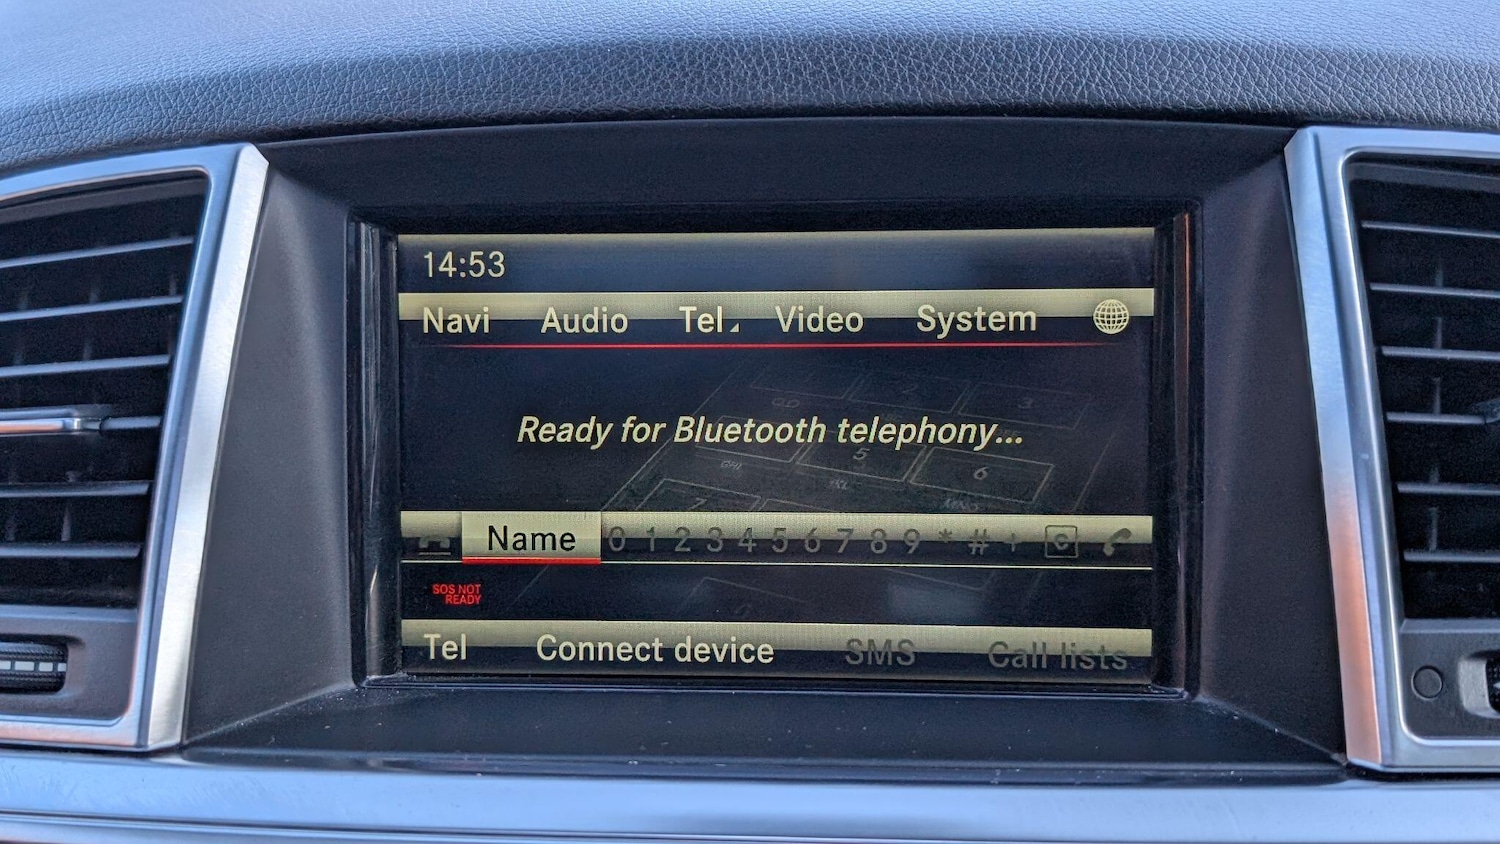 14:53
Navi Audio Tel Video System
Ready for Bluetooth telephony...
Name 0 1 2 3 4 5 6 7 8 9 * # + C
SOS NOT
READY
Tel Connect device SMS Call lists